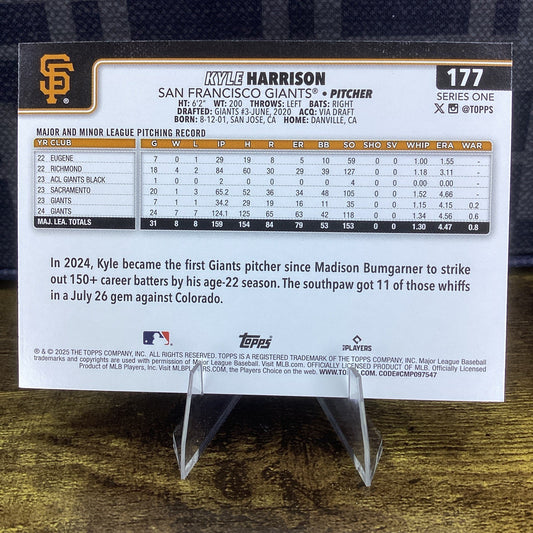 SF
KYLE HARRISON
SAN FRANCISCO GIANTS® • PITCHER
HT: 6'2" WT: 200 THROWS: LEFT BATS: RIGHT
DRAFTED: GIANTS #3-JUNE, 2020 ACQ: VIA DRAFT
BORN: 8-12-01, SAN JOSE, CA HOME: DANVILLE, CA
177
SERIES ONE
X @TOPPS
MAJOR AND MINOR LEAGUE PITCHING RECORD
YR CLUB G W L IP H R ER BB SO SHO SV WHIP ERA WAR
22 EUGENE 7 0 1 29 19 8 5 10 59 0 0 1.00 1.55 -
22 RICHMOND 18 4 2 84 60 30 29 39 127 0 0 1.18 3.11 -
23 ACL GIANTS BLACK 1 0 0 2 0 0 0 0 4 0 0 0.00 0.00 -
23 SACRAMENTO 20 1 3 65.2 52 36 34 48 105 0 0 1.52 4.66 -
23 GIANTS 7 1 1 34.2 29 19 16 11 35 0 0 1.15 4.15 0.2
24 GIANTS 24 7 7 124.1 125 65 63 42 118 0 0 1.34 4.56 0.6
MAJ. LEA. TOTALS 31 8 8 159 154 84 79 53 153 0 0 1.30 4.47 0.8
In 2024, Kyle became the first Giants pitcher since Madison Bumgarner to strike
out 150+ career batters by his age-22 season. The southpaw got 11 of those whiffs
in a July 26 gem against Colorado.
Topps
PLAYERS
® & © 2025 THE TOPPS COMPANY, INC. ALL RIGHTS RESERVED. TOPPS IS A REGISTERED TRADEMARK OF THE TOPPS COMPANY, INC. Major League Baseball
trademarks and copyrights are used with permission of Major League Baseball. Visit MLB.com. OFFICIALLY LICENSED PRODUCT OF MLB. Officially Licensed
Product of MLB Players, Inc. Visit MLBPLAYERS.com, the Players Choice on the web. WWW.TOPPS.COM. CODE#CMP097547